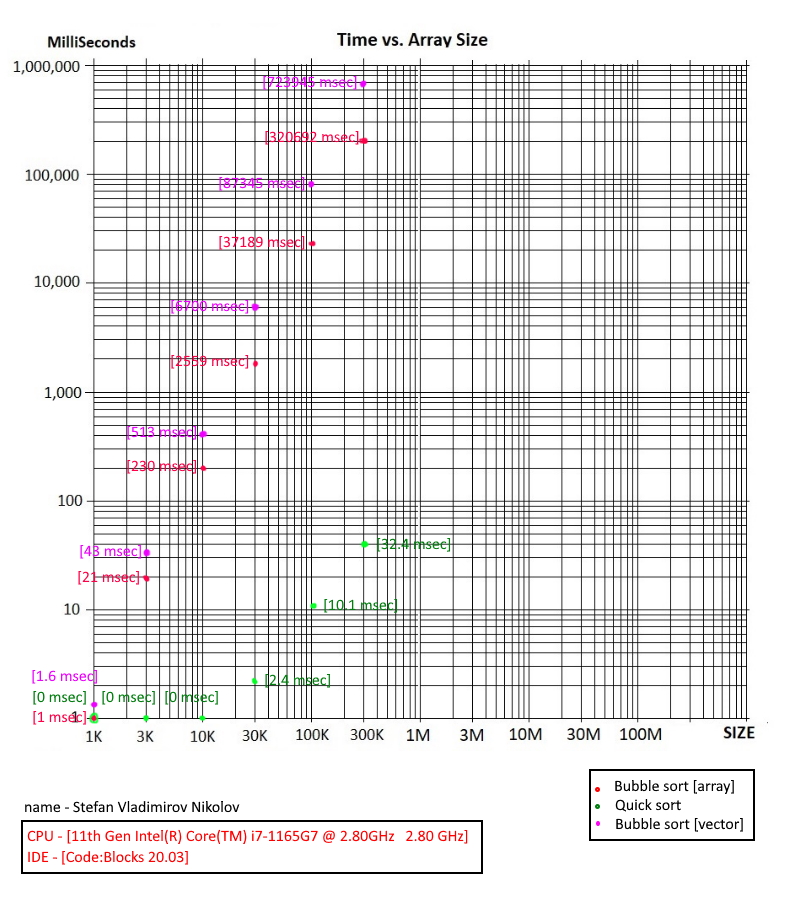 MilliSeconds
Time vs. Array Size
1,000,000
[723945 msec]
[320692 msec]
100,000
[87345 msec]
[37189 msec]
10,000
[6700 msec]
[2559 msec]
1,000
[513 msec]
[230 msec]
100
[43 msec]
[32.4 msec]
[21 msec]
10
[10.1 msec]
[1.6 msec]
[2.4 msec]
[0 msec] [0 msec] [0 msec]
[1 msec]
1
1K 3K 10K 30K 100K 300K 1M 3M 10M 30M 100M SIZE
name - Stefan Vladimirov Nikolov
CPU - [11th Gen Intel(R) Core(TM) i7-1165G7 @ 2.80GHz 2.80 GHz]
IDE - [Code:Blocks 20.03]
Bubble sort [array]
Quick sort
Bubble sort [vector]